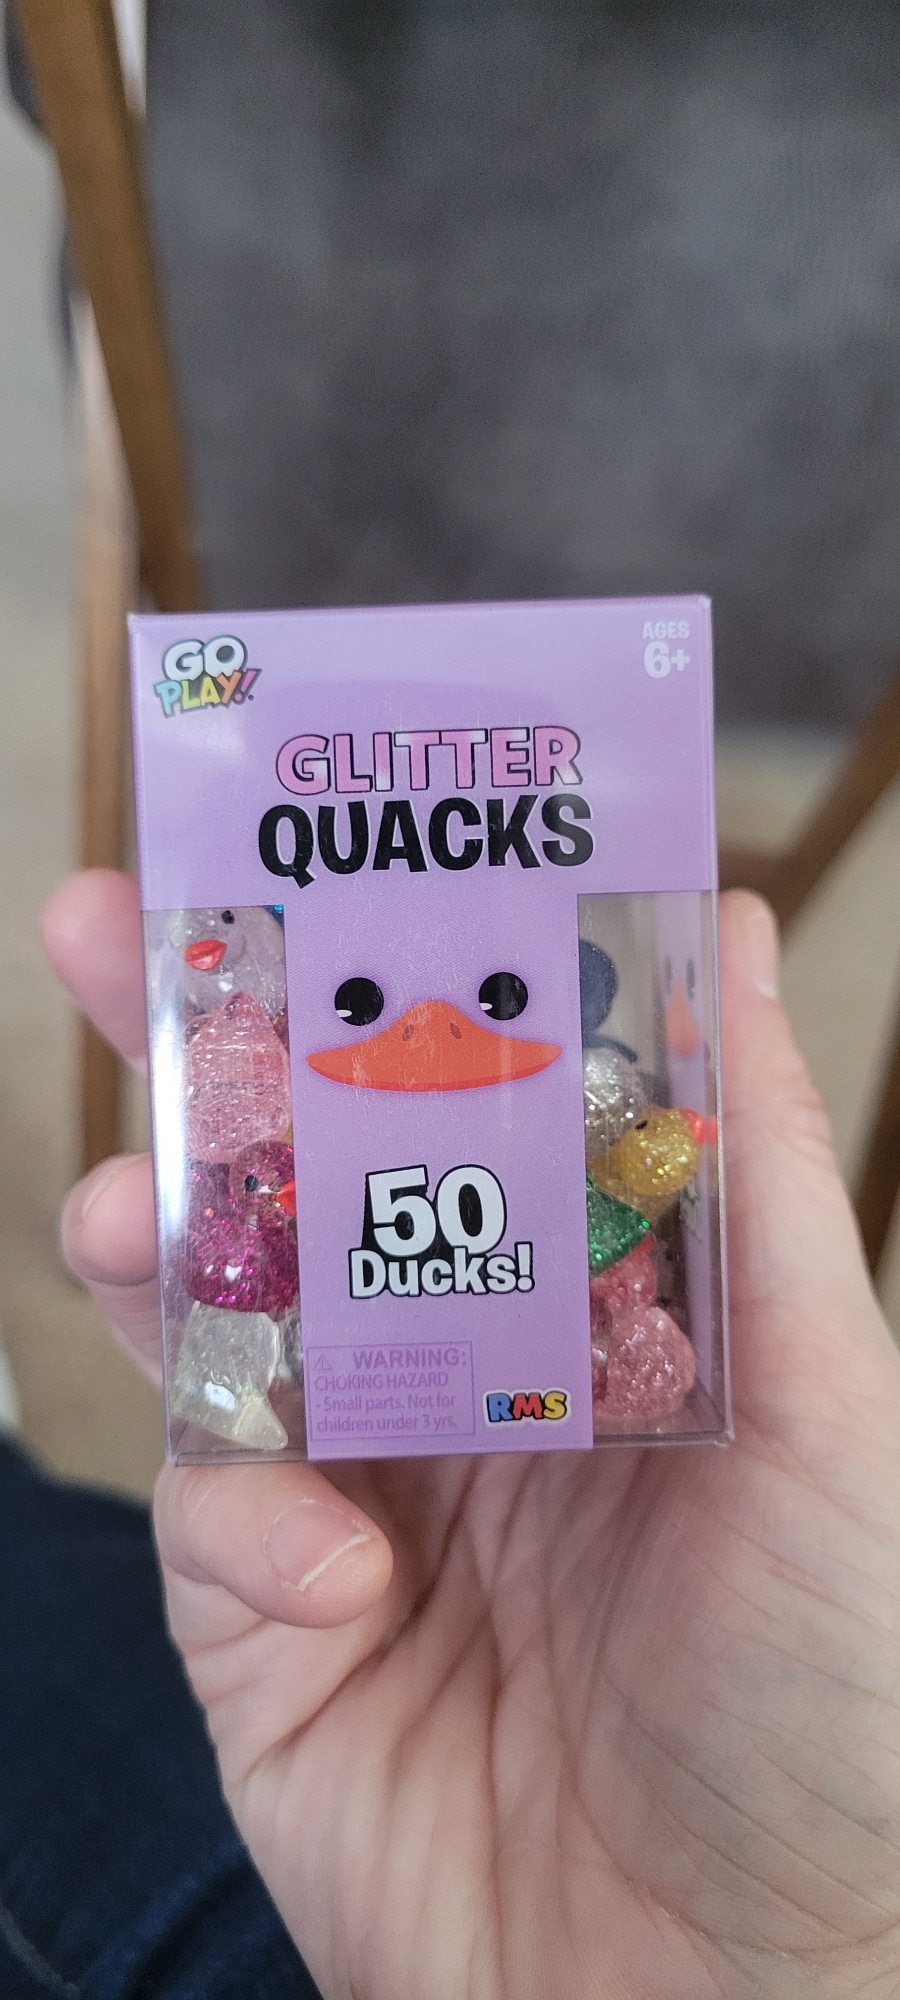 GO
PLAY!!
AGES
6+
GLITTER
QUACKS
50
Ducks!
WARNING:
CHOKING HAZARD
- Small parts. Not for
children under 3 yrs.
RMS